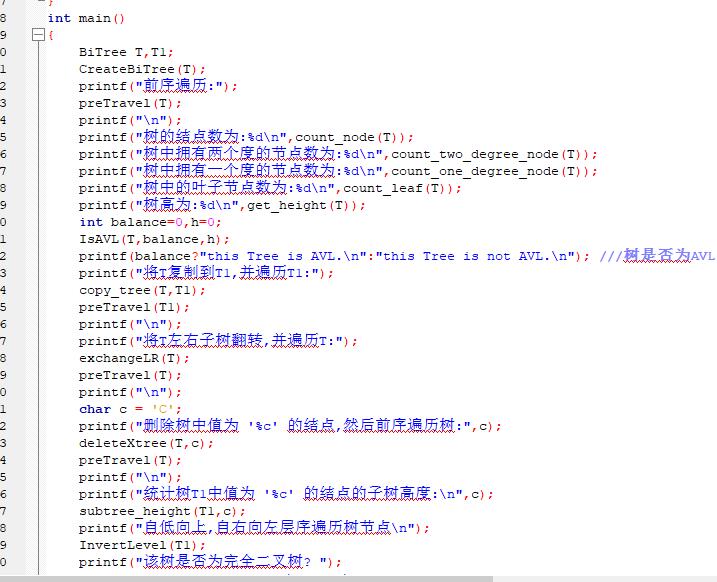 7 }
8 int main()
9 {
0 BiTree T,T1;
1 CreateBiTree(T);
2 printf("前序遍历:");
3 preTravel(T);
4 printf("\n");
5 printf("树的结点数为:%d\n",count_node(T));
6 printf("树中拥有两个度的节点数为:%d\n",count_two_degree_node(T));
7 printf("树中拥有一个度的节点数为:%d\n",count_one_degree_node(T));
8 printf("树中的叶子节点数为:%d\n",count_leaf(T));
9 printf("树高为:%d\n",get_height(T));
0 int balance=0,h=0;
1 IsAVL(T,balance,h);
2 printf(balance?"this Tree is AVL.\n":"this Tree is not AVL.\n"); ///树是否为AVL
3 printf("将T复制到T1,并遍历T1:");
4 copy_tree(T,T1);
5 preTravel(T1);
6 printf("\n");
7 printf("将T左右子树翻转,并遍历T:");
8 exchangeLR(T);
9 preTravel(T);
0 printf("\n");
1 char c = 'C';
2 printf("删除树中值为 '%c' 的结点,然后前序遍历树:",c);
3 deleteXtree(T,c);
4 preTravel(T);
5 printf("\n");
6 printf("统计树T1中值为 '%c' 的结点的子树高度:\n",c);
7 subtree_height(T1,c);
8 printf("自低向上,自右向左层序遍历树节点\n");
9 InvertLevel(T1);
0 printf("该树是否为完全二叉树? ");